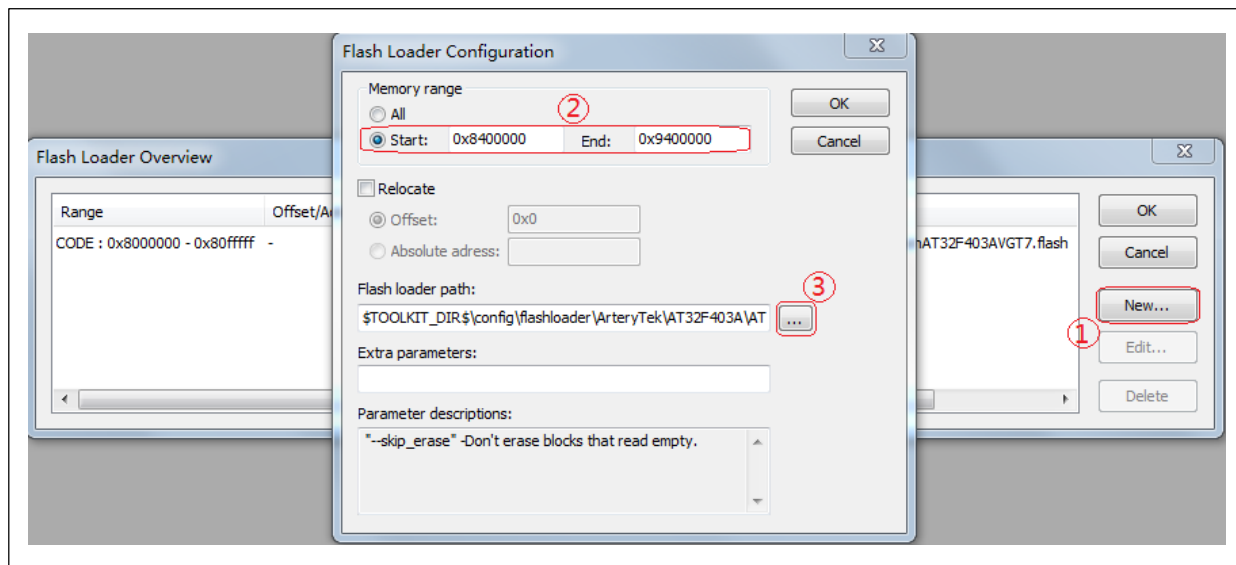 Flash Loader Configuration
Memory range
All
②
Start: 0x8400000 End: 0x9400000
OK
Cancel
Relocate
Offset: 0x0
Absolute adress:
Flash loader path:
③
$TOOLKIT_DIR$\config\flashloader\ArteryTek\AT32F403A\AT ...
Extra parameters:
Parameter descriptions:
"--skip_erase" -Don't erase blocks that read empty.
Flash Loader Overview
Range Offset/A
CODE : 0x8000000 - 0x80fffff - AT32F403AVGT7.flash
OK
Cancel
New...
①
Edit...
Delete